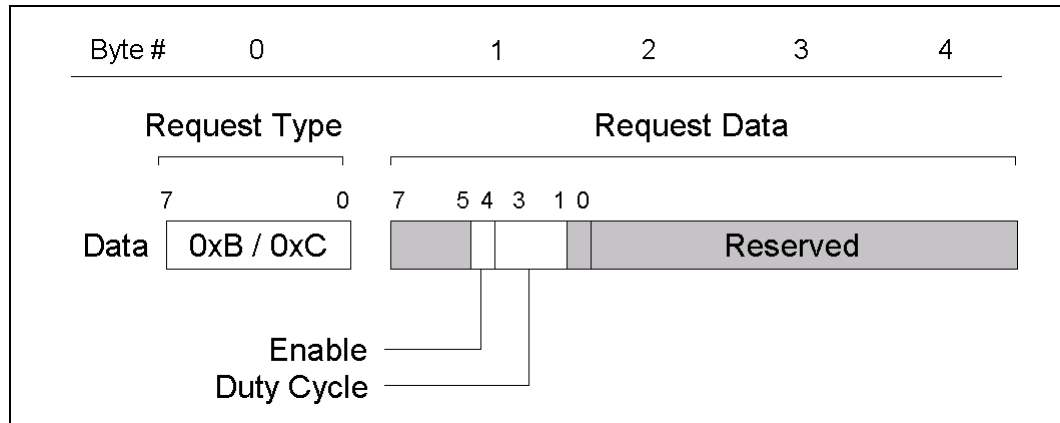 Byte # 0 1 2 3 4
Request Type Request Data
7 0 7 5 4 3 1 0
Data 0xB / 0xC Reserved
Enable
Duty Cycle